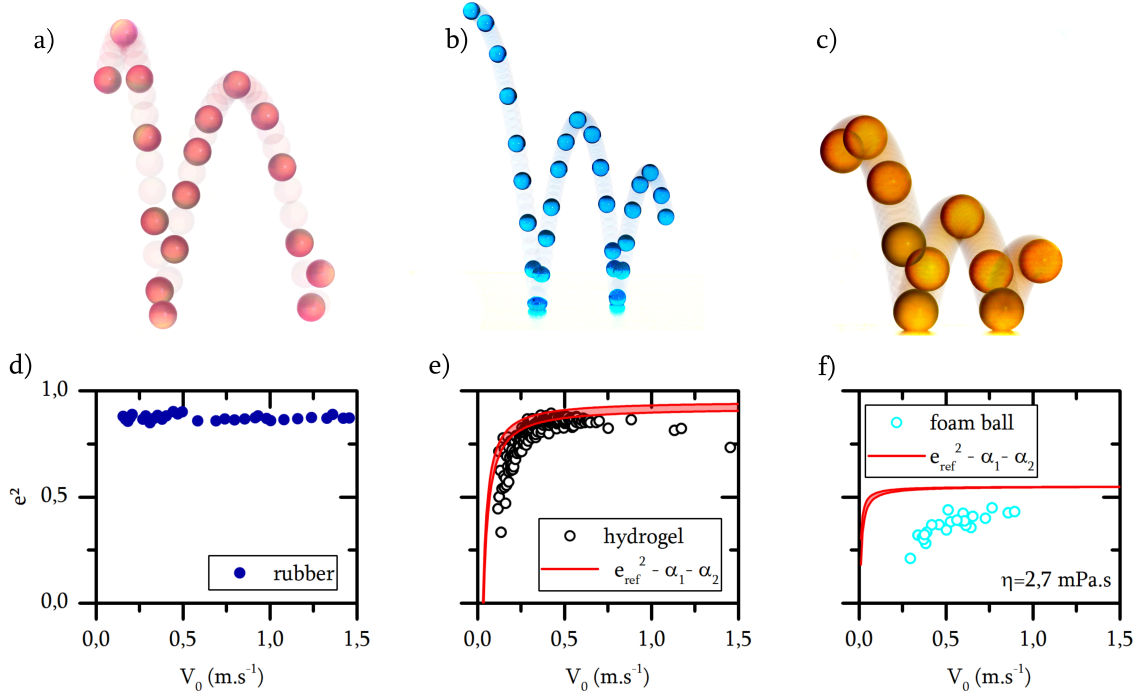 a)
b)
c)
d)
e)
f)
1,0
0,5
0,0
e²
rubber
0,0
0,5
1,0
1,5
V₀ (m.s⁻¹)
hydrogel
e_ref² - α₁ - α₂
0,0
0,5
1,0
1,5
V₀ (m.s⁻¹)
foam ball
e_ref² - α₁ - α₂
η=2,7 mPa.s
0,0
0,5
1,0
1,5
V₀ (m.s⁻¹)